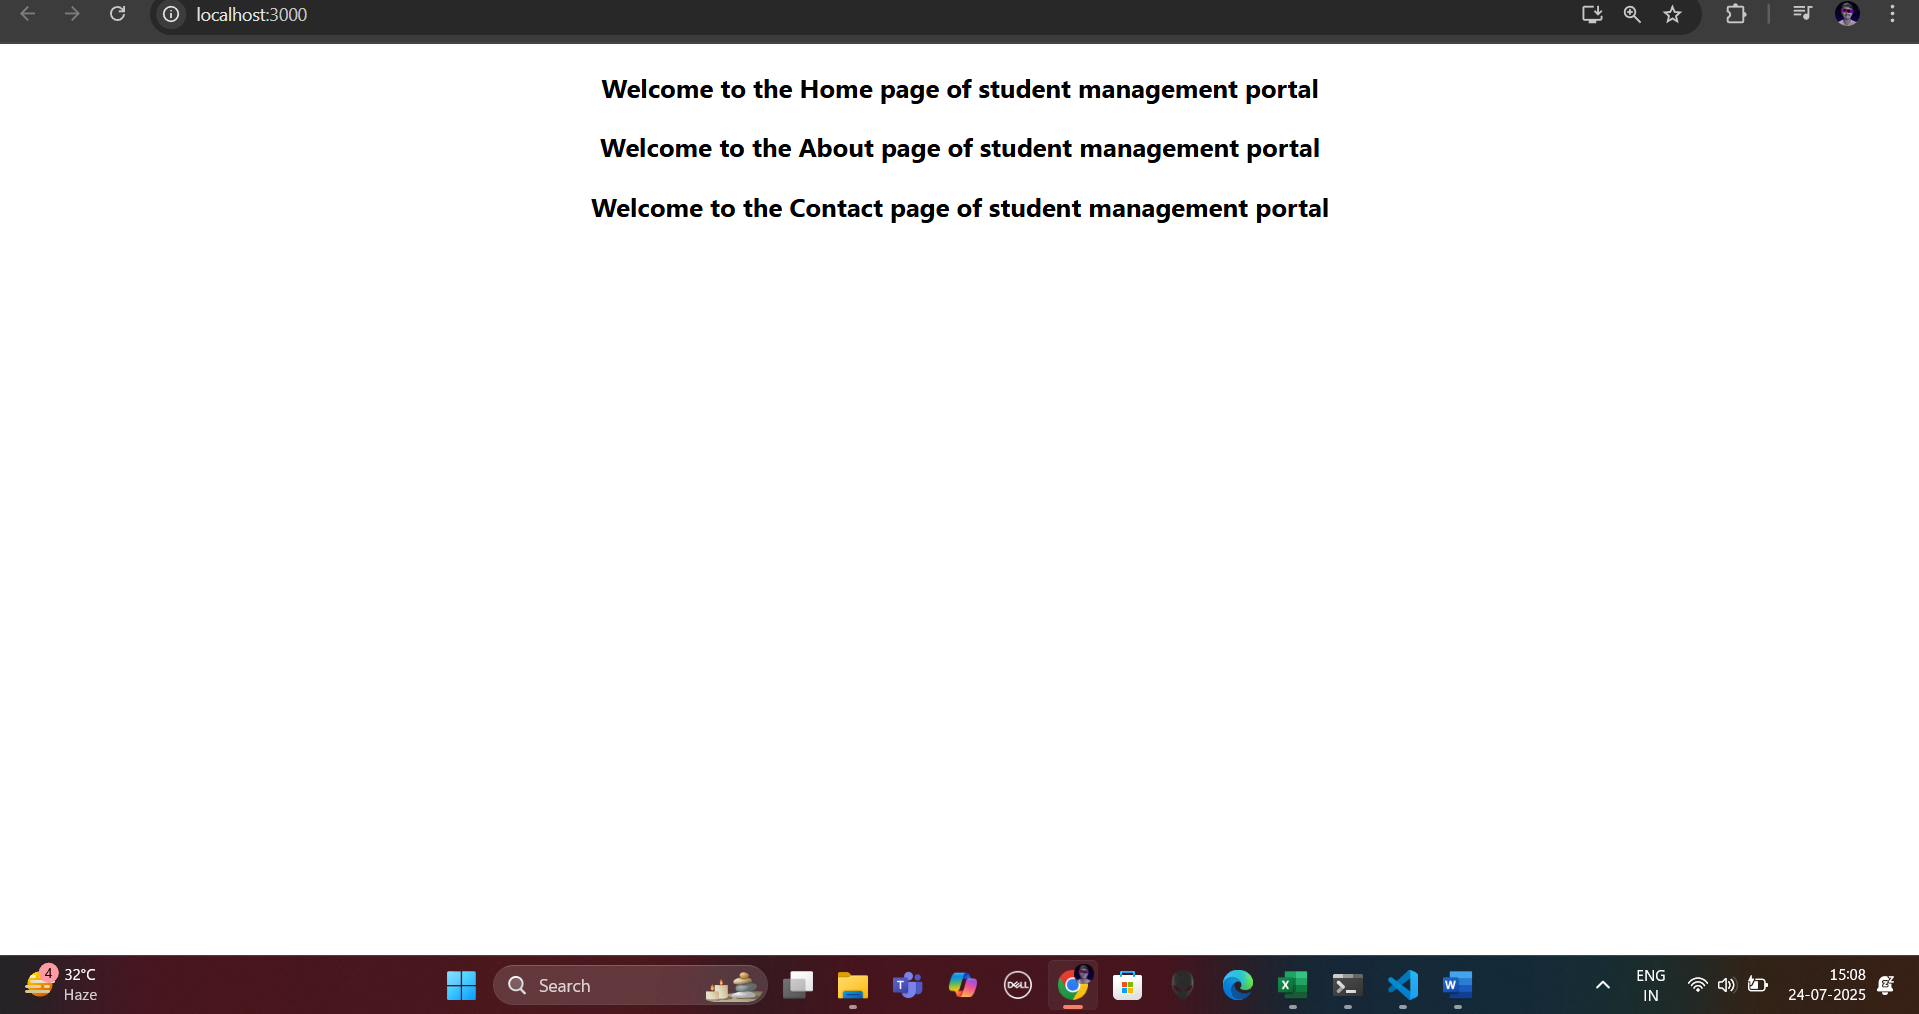 localhost:3000
Welcome to the Home page of student management portal
Welcome to the About page of student management portal
Welcome to the Contact page of student management portal
4
32°C
Haze
Search
T
DELL
X
W
ENG
IN
15:08
24-07-2025